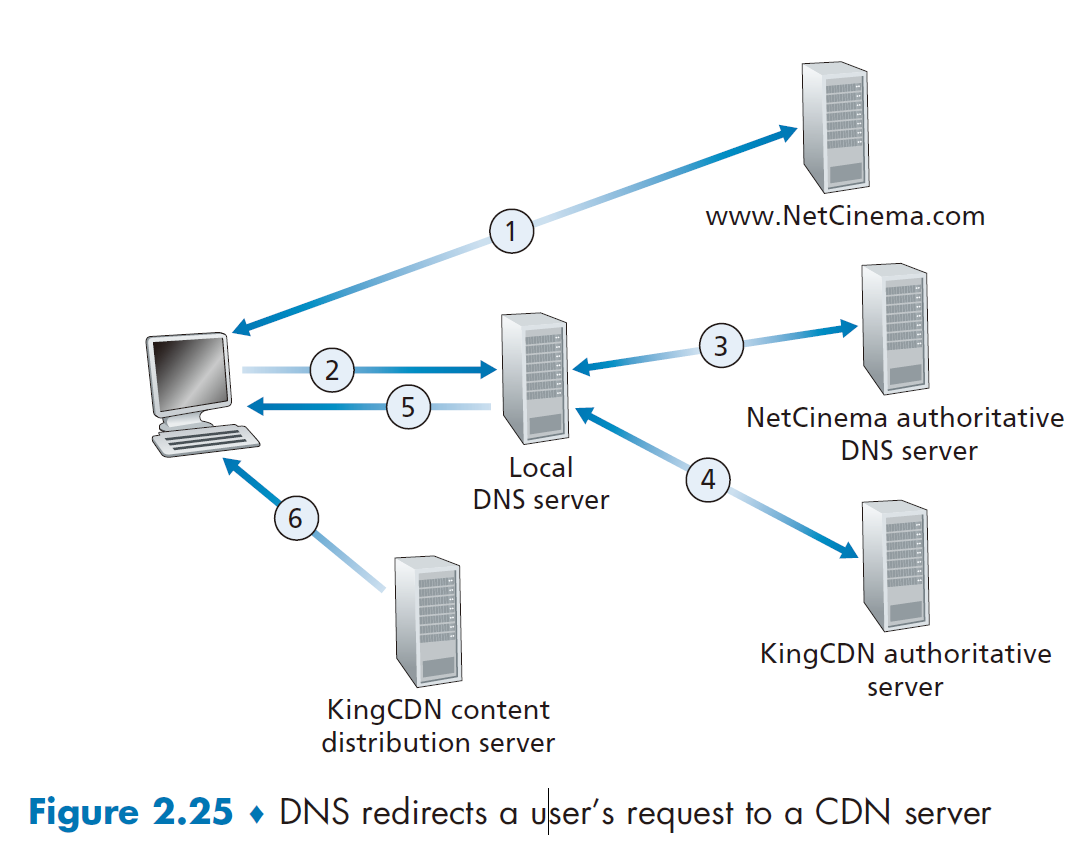 1
www.NetCinema.com
3
2
5
NetCinema authoritative
DNS server
Local
DNS server
4
6
KingCDN authoritative
server
KingCDN content
distribution server
Figure 2.25 ♦ DNS redirects a user's request to a CDN server